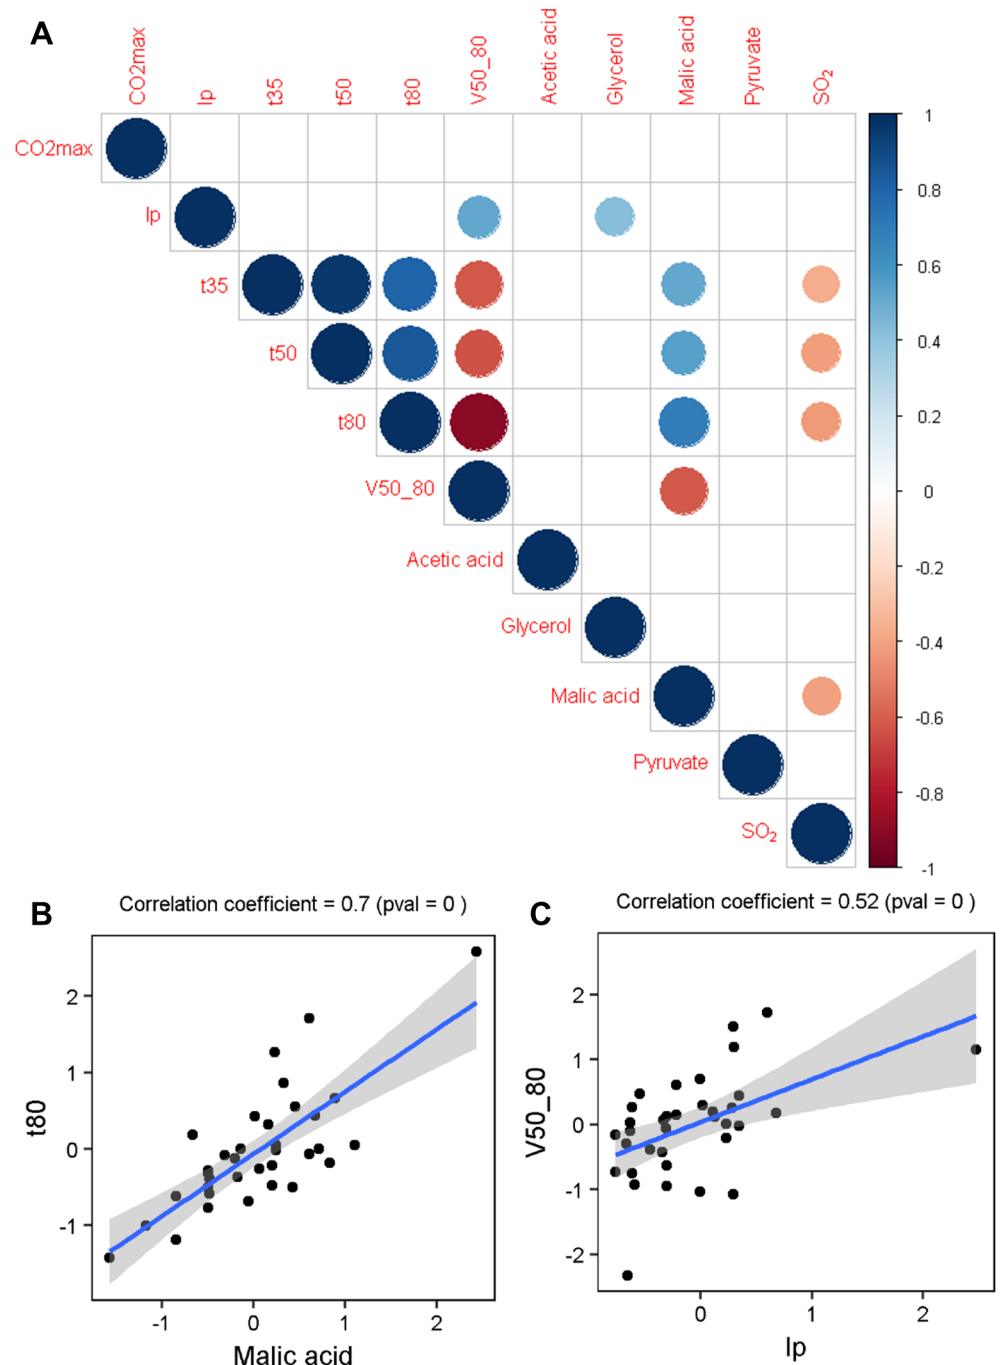 A
CO2max
lp
t35
t50
t80
V50_80
Acetic acid
Glycerol
Malic acid
Pyruvate
SO₂
CO2max
lp
t35
t50
t80
V50_80
Acetic acid
Glycerol
Malic acid
Pyruvate
SO₂
1
0.8
0.6
0.4
0.2
0
-0.2
-0.4
-0.6
-0.8
-1
B
Correlation coefficient = 0.7 (pval = 0 )
t80
2
1
0
-1
-1 0 1 2
Malic acid
C
Correlation coefficient = 0.52 (pval = 0 )
V50_80
2
1
0
-1
-2
0 1 2
lp